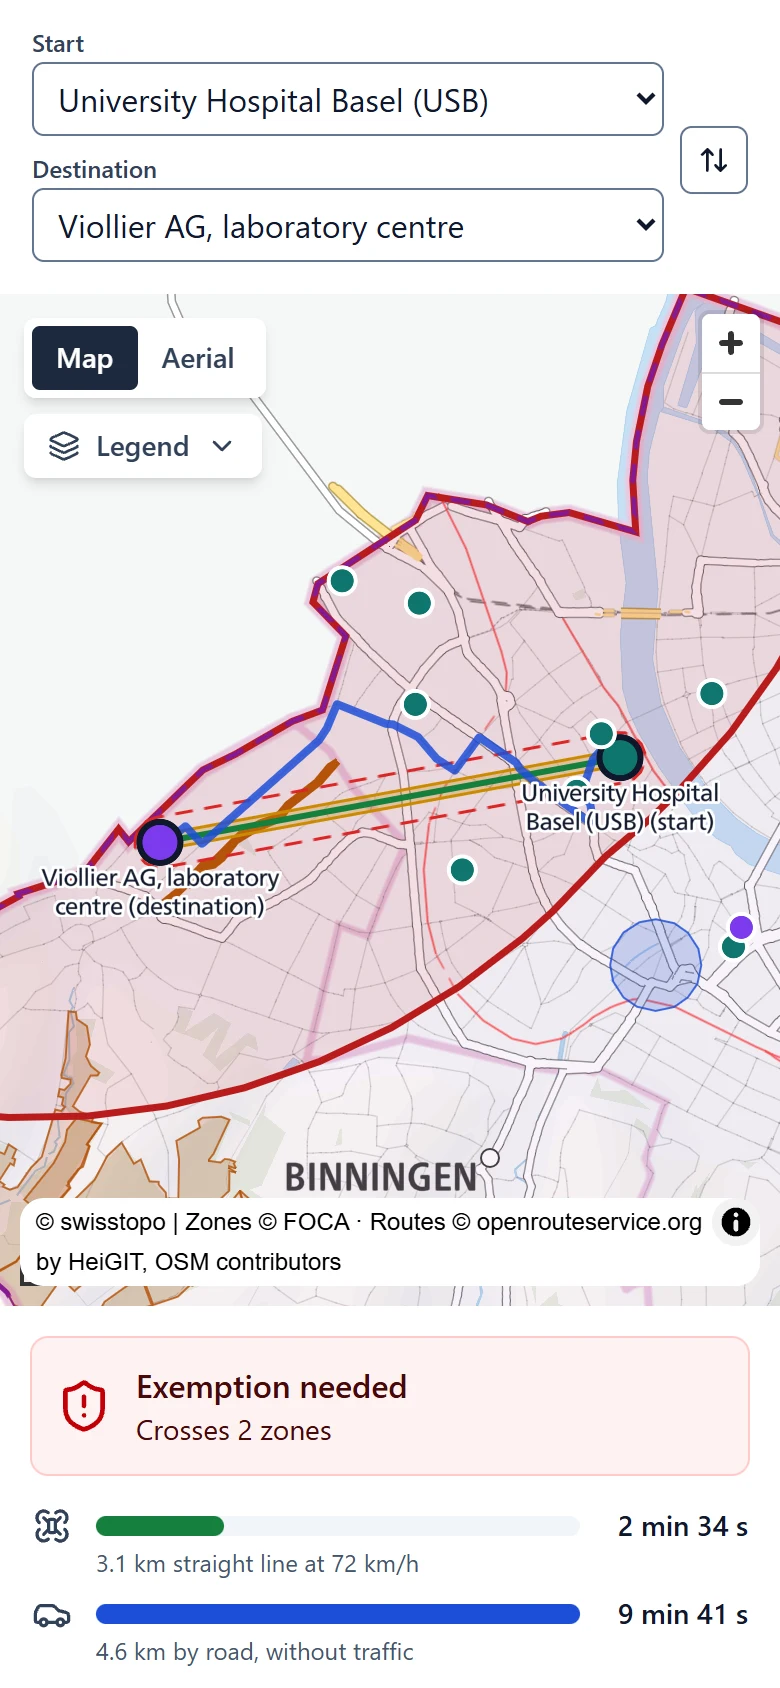 Start
University Hospital Basel (USB)
Destination
Viollier AG, laboratory centre
Map
Aerial
Legend
+
−
University Hospital
Basel (USB) (start)
Viollier AG, laboratory
centre (destination)
BINNINGEN
© swisstopo | Zones © FOCA · Routes © openrouteservice.org
by HeiGIT, OSM contributors
Exemption needed
Crosses 2 zones
2 min 34 s
3.1 km straight line at 72 km/h
9 min 41 s
4.6 km by road, without traffic